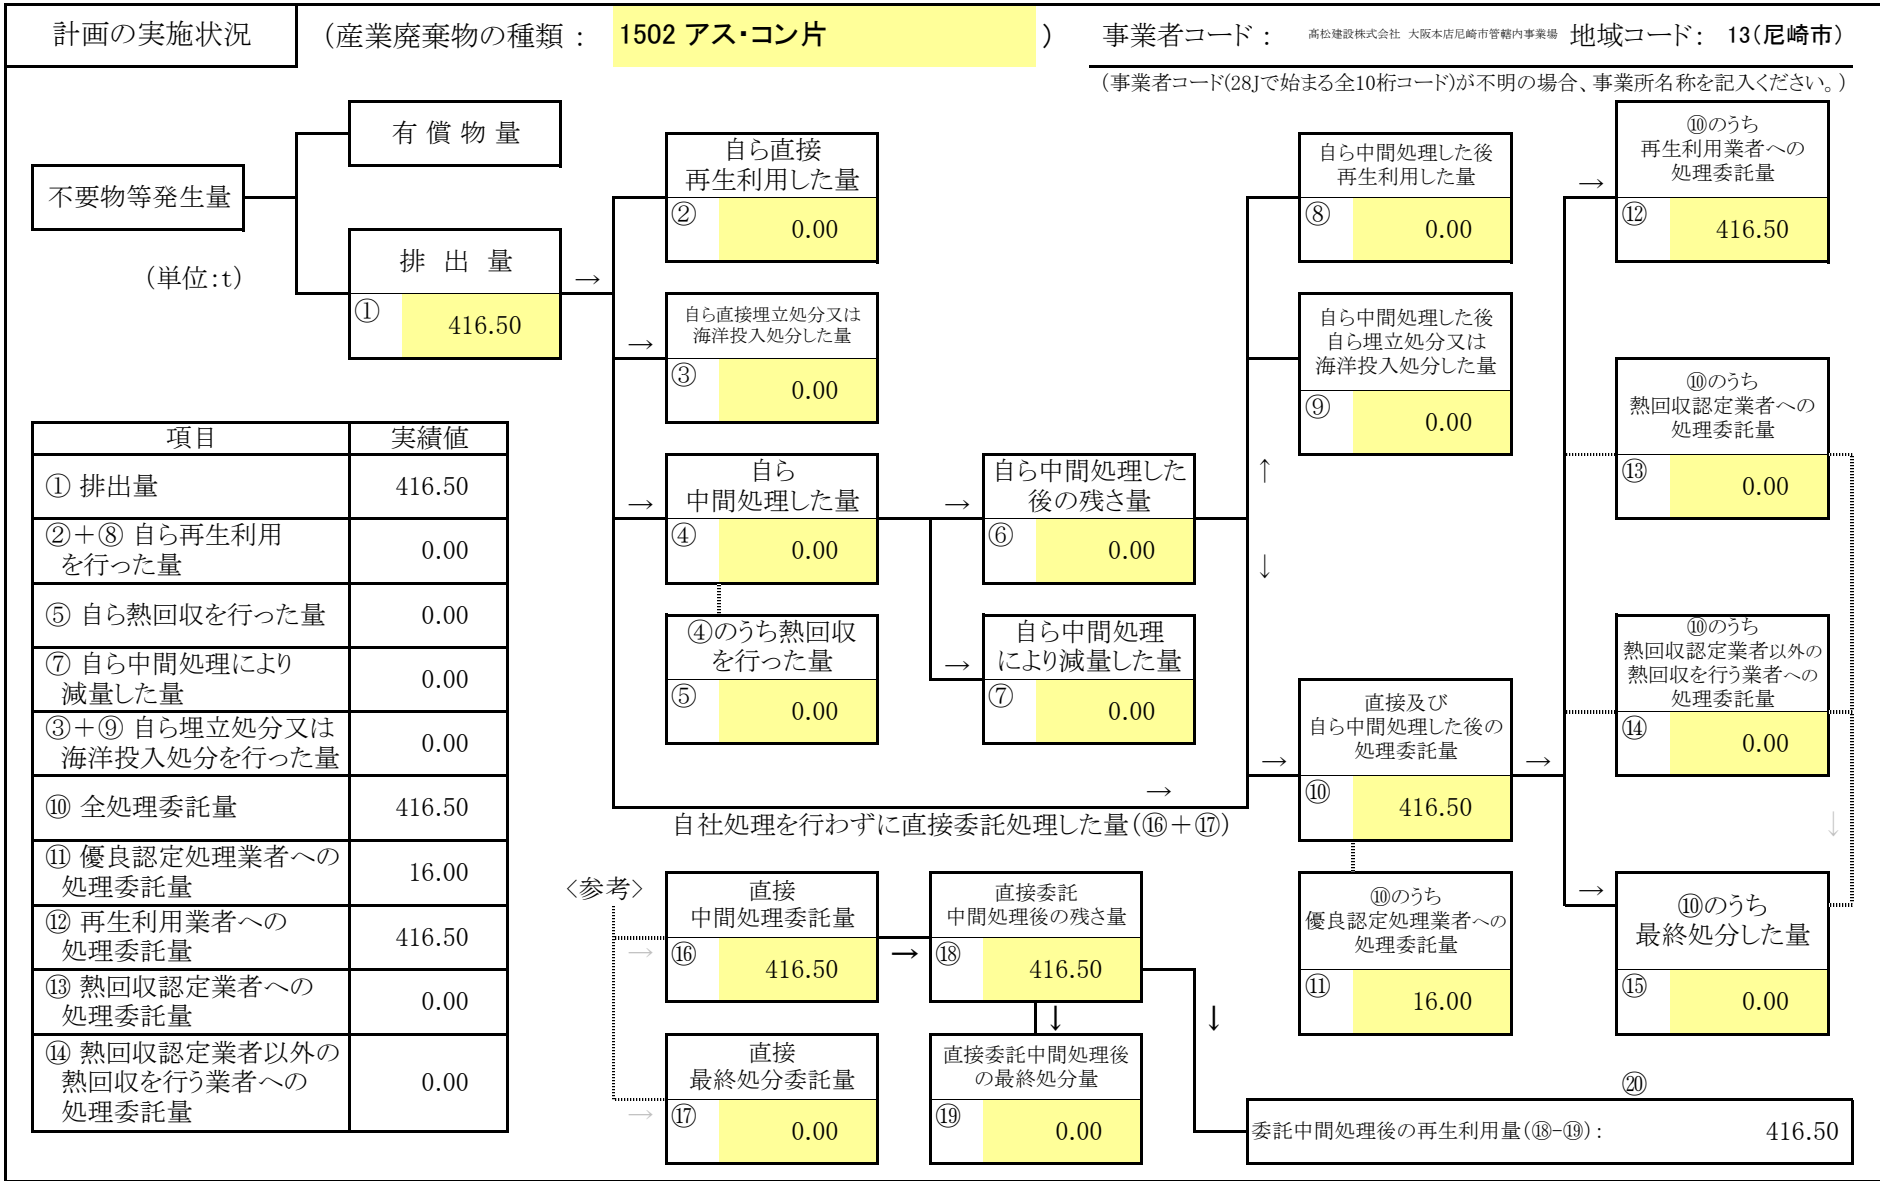 計画の実施状況 (産業廃棄物の種類： 1502 アス・コン片 ) 事業者コード： 髙松建設株式会社 大阪本店尼崎市管轄内事業場 地域コード： 13(尼崎市)
(事業者コード(28Jで始まる全10桁コード)が不明の場合、事業所名称を記入ください。)
不要物等発生量
(単位:t)
有 償 物 量
排 出 量
① 416.50
→
自ら直接
再生利用した量
② 0.00
→
自ら直接埋立処分又は
海洋投入処分した量
③ 0.00
→
自ら
中間処理した量
④ 0.00
④のうち熱回収
を行った量
⑤ 0.00
→
自ら中間処理した
後の残さ量
⑥ 0.00
→
自ら中間処理
により減量した量
⑦ 0.00
↑
↓
自ら中間処理した後
再生利用した量
⑧ 0.00
自ら中間処理した後
自ら埋立処分又は
海洋投入処分した量
⑨ 0.00
→
自社処理を行わずに直接委託処理した量(⑯＋⑰)
→
直接及び
自ら中間処理した後の
処理委託量
⑩ 416.50
→
⑩のうち
優良認定処理業者への
処理委託量
⑪ 16.00
→
⑩のうち
再生利用業者への
処理委託量
⑫ 416.50
⑩のうち
熱回収認定業者への
処理委託量
⑬ 0.00
⑩のうち
熱回収認定業者以外の
熱回収を行う業者への
処理委託量
⑭ 0.00
↓
→
⑩のうち
最終処分した量
⑮ 0.00
項目 実績値
① 排出量 416.50
②＋⑧ 自ら再生利用
を行った量 0.00
⑤ 自ら熱回収を行った量 0.00
⑦ 自ら中間処理により
減量した量 0.00
③＋⑨ 自ら埋立処分又は
海洋投入処分を行った量 0.00
⑩ 全処理委託量 416.50
⑪ 優良認定処理業者への
処理委託量 16.00
⑫ 再生利用業者への
処理委託量 416.50
⑬ 熱回収認定業者への
処理委託量 0.00
⑭ 熱回収認定業者以外の
熱回収を行う業者への
処理委託量 0.00
〈参考〉
→
直接
中間処理委託量
⑯ 416.50
→
直接委託
中間処理後の残さ量
⑱ 416.50
↓
↓
→
直接
最終処分委託量
⑰ 0.00
直接委託中間処理後
の最終処分量
⑲ 0.00
⑳
委託中間処理後の再生利用量(⑱-⑲)： 416.50